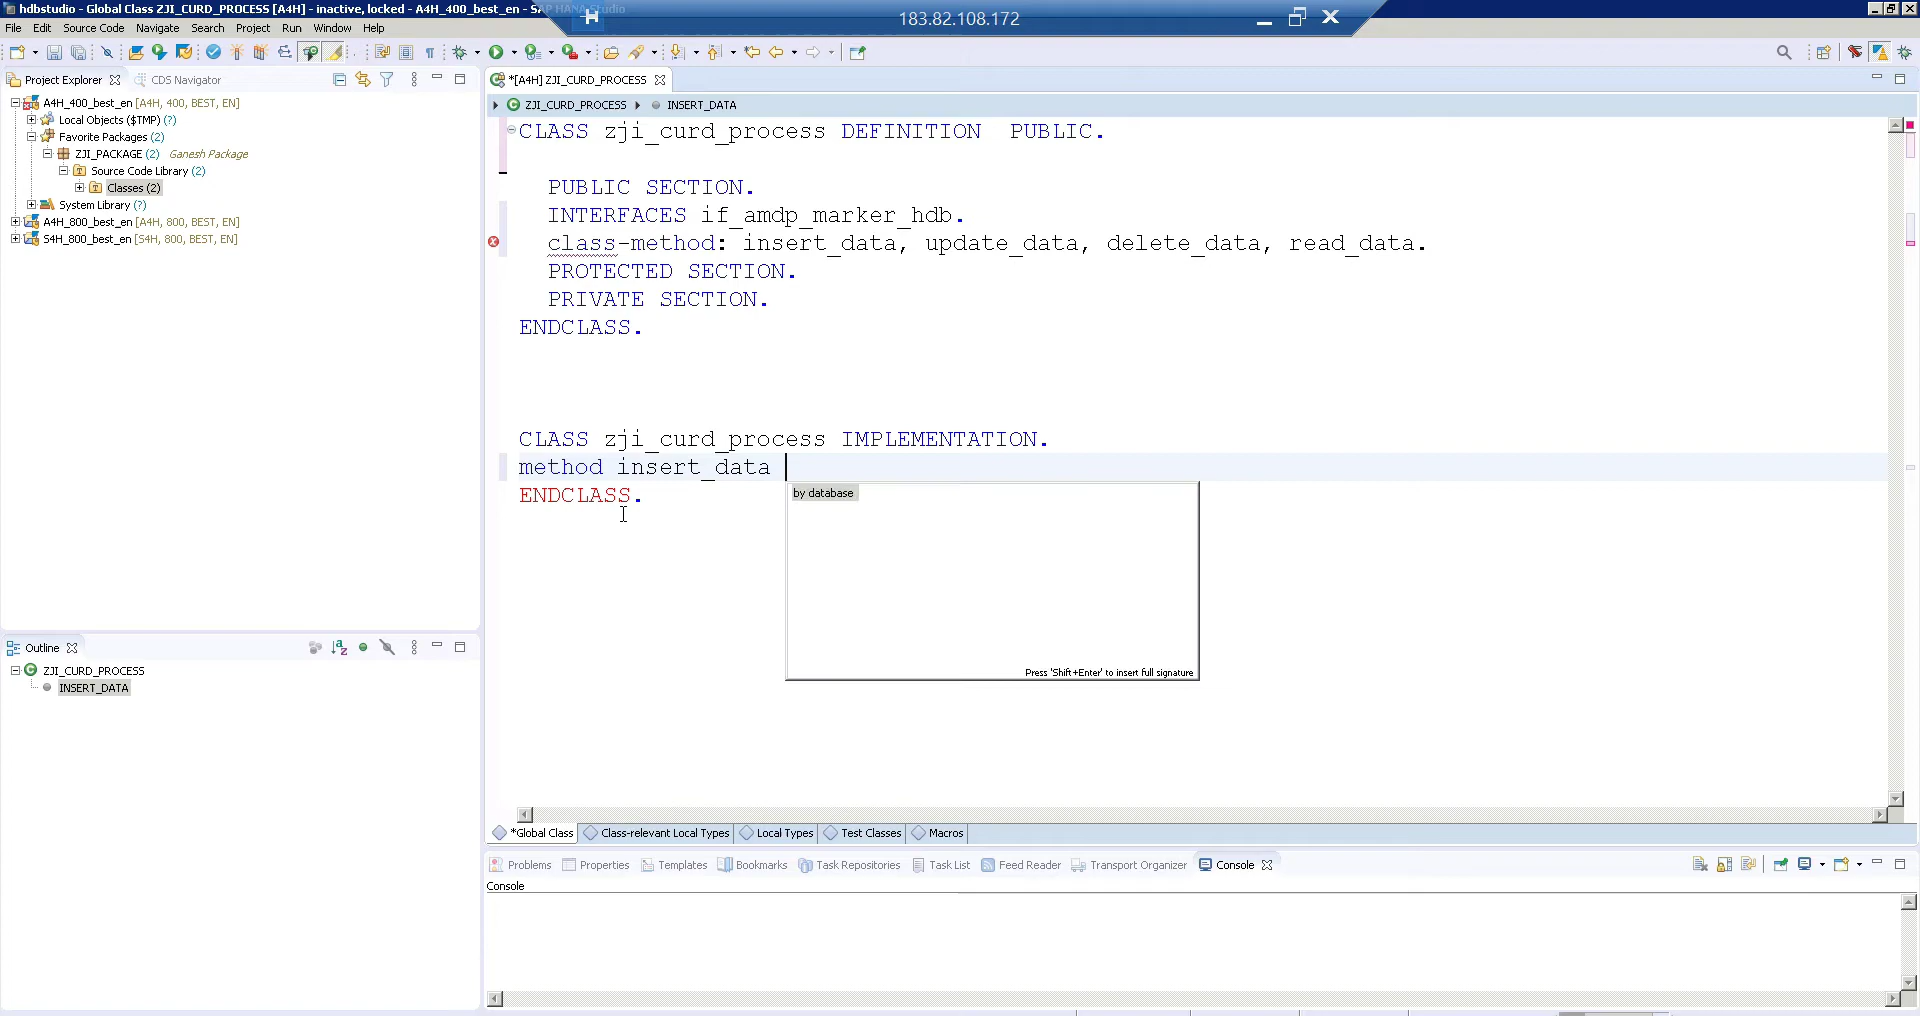 hdbstudio - Global Class ZJI_CURD_PROCESS [A4H] - inactive, locked - A4H_400_best_en - SAP HANA Studio
183.82.108.172
File Edit Source Code Navigate Search Project Run Window Help
Project Explorer CDS Navigator
*[A4H] ZJI_CURD_PROCESS
A4H_400_best_en [A4H, 400, BEST, EN]
Local Objects ($TMP) (?)
Favorite Packages (2)
ZJI_PACKAGE (2) Ganesh Package
Source Code Library (2)
Classes (2)
System Library (?)
A4H_800_best_en [A4H, 800, BEST, EN]
S4H_800_best_en [S4H, 800, BEST, EN]
ZJI_CURD_PROCESS INSERT_DATA
CLASS zji_curd_process DEFINITION PUBLIC.
PUBLIC SECTION.
INTERFACES if_amdp_marker_hdb.
class-method: insert_data, update_data, delete_data, read_data.
PROTECTED SECTION.
PRIVATE SECTION.
ENDCLASS.
CLASS zji_curd_process IMPLEMENTATION.
method insert_data
ENDCLASS.
by database
Press 'Shift+Enter' to insert full signature
Outline
ZJI_CURD_PROCESS
INSERT_DATA
*Global Class Class-relevant Local Types Local Types Test Classes Macros
Problems Properties Templates Bookmarks Task Repositories Task List Feed Reader Transport Organizer Console
Console